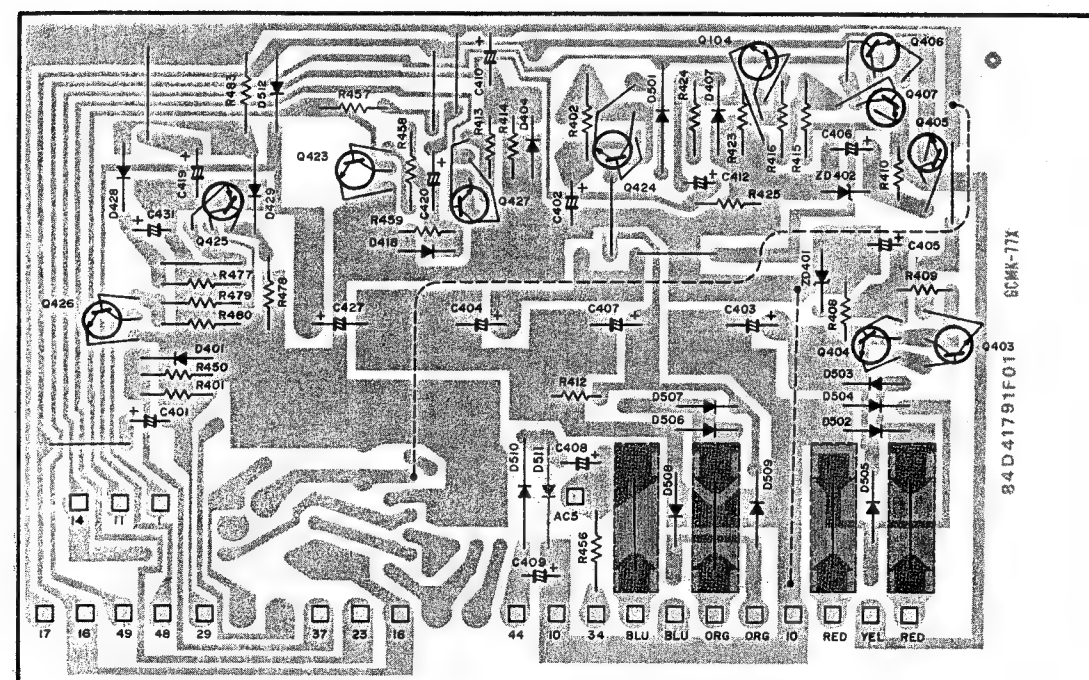 Q104
Q406
R483
D512
C410
+
R457
R413
R414
D404
R402
D501
R424
D407
R423
R416
R415
Q407
C406
+
Q405
Q423
R458
C420
+
Q427
C402
+
Q424
C412
+
R425
ZD402
R410
D428
C419
+
D429
C431
+
Q425
R459
D418
C405
+
ZD401
R477
R479
R460
R478
Q426
C427
+
C404
+
C407
+
C403
+
R408
R409
Q404
Q403
D401
R450
R401
C401
+
R412
D507
D506
D503
D504
D502
D510
D511
C408
+
D508
D509
D505
AC5
R456
C409
+
14
11
1
17
16
49
48
29
37
23
16
44
10
34
BLU
BLU
ORG
ORG
10
RED
YEL
RED
GCMK-77X
84D41791F01